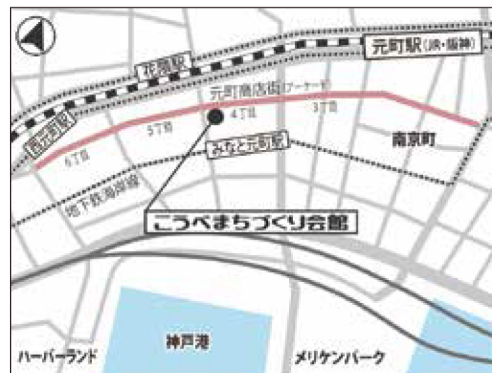 元町駅(JR・阪神)
花隈駅
元町商店街(アーケード)
西元町駅
6丁目
5丁目
4丁目
3丁目
南京町
みなと元町駅
地下鉄海岸線
こうべまちづくり会館
神戸港
ハーバーランド
メリケンパーク